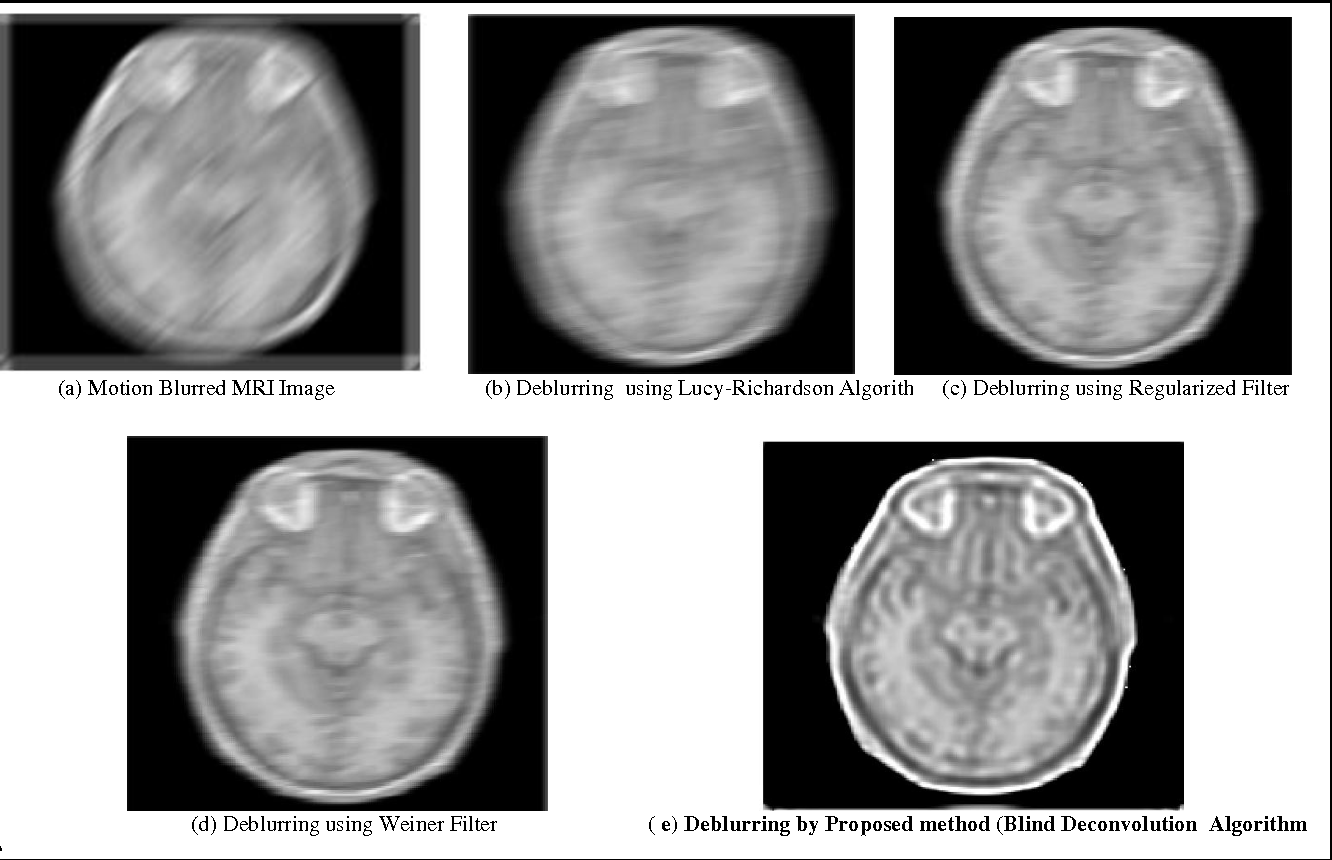 (a) Motion Blurred MRI Image
(b) Deblurring using Lucy-Richardson Algorith
(c) Deblurring using Regularized Filter
(d) Deblurring using Weiner Filter
( e) Deblurring by Proposed method (Blind Deconvolution Algorithm